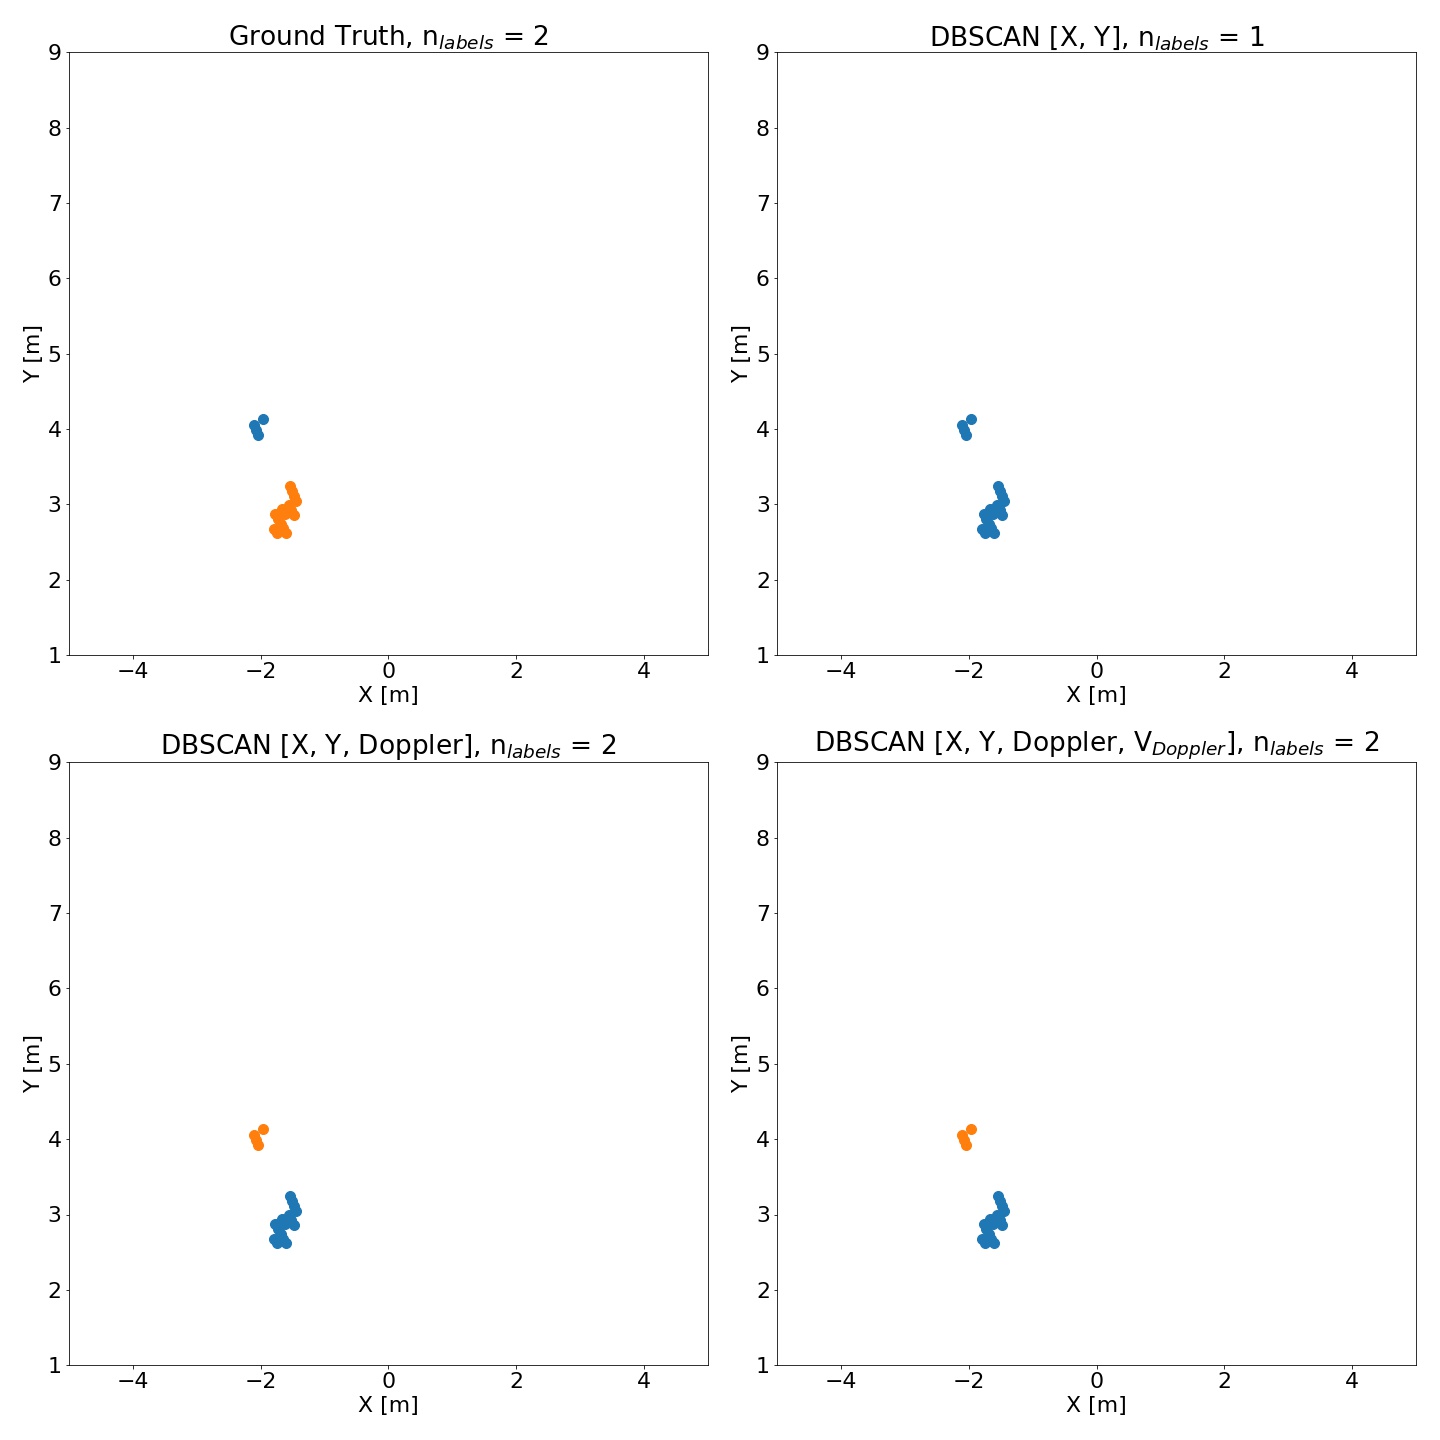 Ground Truth, n_labels = 2
9
8
7
6
5
4
3
2
1
Y [m]
−4 −2 0 2 4
X [m]
DBSCAN [X, Y], n_labels = 1
9
8
7
6
5
4
3
2
1
Y [m]
−4 −2 0 2 4
X [m]
DBSCAN [X, Y, Doppler], n_labels = 2
9
8
7
6
5
4
3
2
1
Y [m]
−4 −2 0 2 4
X [m]
DBSCAN [X, Y, Doppler, V_Doppler], n_labels = 2
9
8
7
6
5
4
3
2
1
Y [m]
−4 −2 0 2 4
X [m]